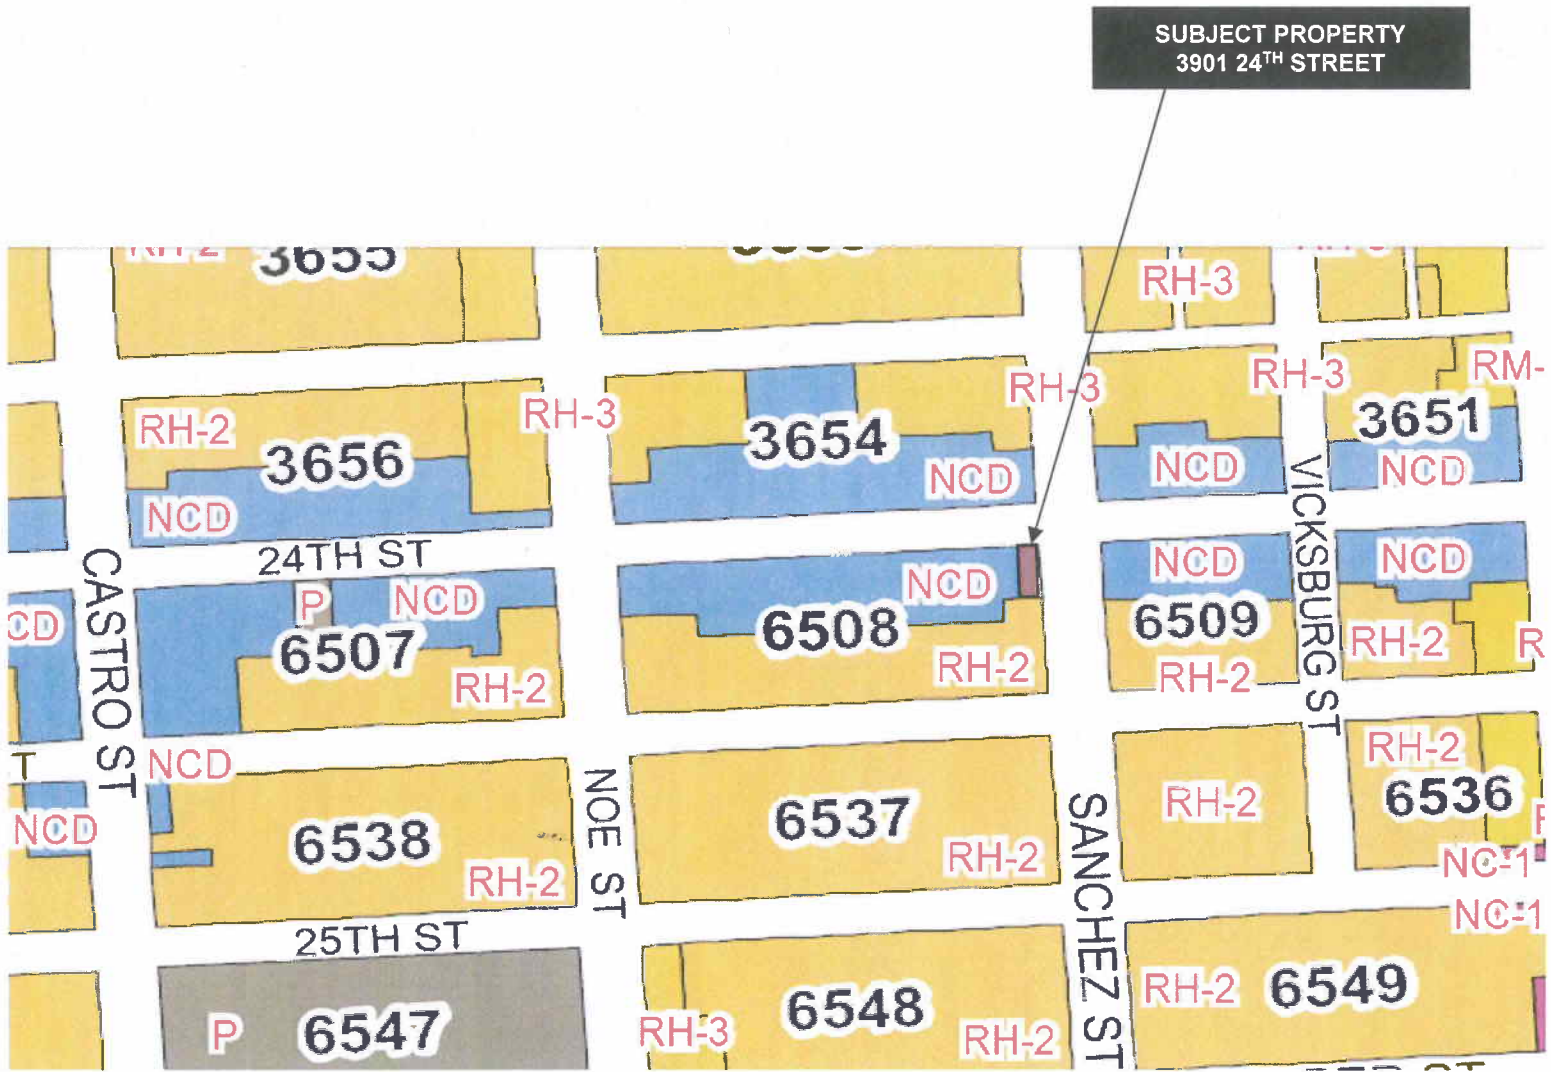 SUBJECT PROPERTY
3901 24TH STREET
RH-2
3655
RH-3
RH-2
3656
RH-3
3654
RH-3
RH-3
3651
RM-
NCD
NCD
NCD
NCD
24TH ST
CASTRO ST
CD
P
NCD
6507
RH-2
NCD
6508
RH-2
NCD
6509
RH-2
VICKSBURG ST
NCD
RH-2
R
T
NCD
NCD
6538
RH-2
NOE ST
6537
RH-2
SANCHEZ ST
RH-2
RH-2
6536
NC-1
NC-1
25TH ST
P
6547
RH-3
6548
RH-2
RH-2
6549
ST